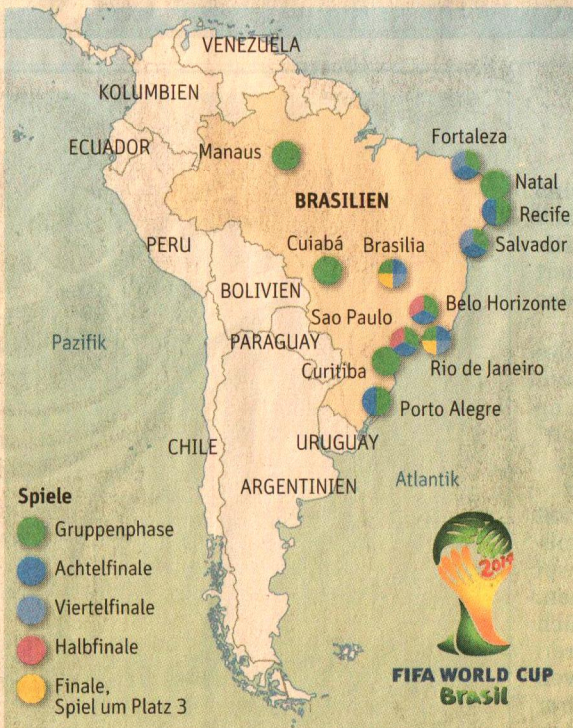 VENEZUELA
KOLUMBIEN
ECUADOR
Manaus
Fortaleza
Natal
BRASILIEN
Recife
PERU
Cuiabá
Brasilia
Salvador
BOLIVIEN
Belo Horizonte
Sao Paulo
Pazifik
PARAGUAY
Curitiba
Rio de Janeiro
Porto Alegre
CHILE
URUGUAY
Atlantik
ARGENTINIEN
Spiele
Gruppenphase
Achtelfinale
Viertelfinale
Halbfinale
Finale,
Spiel um Platz 3
2014
FIFA WORLD CUP
Brasil